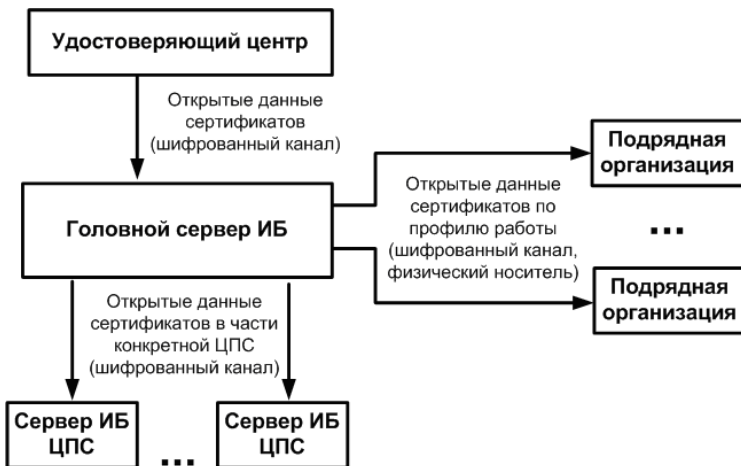 Удостоверяющий центр
Открытые данные
сертификатов
(шифрованный канал)
Головной сервер ИБ
Открытые данные
сертификатов по
профилю работы
(шифрованный канал,
физический носитель)
Подрядная
организация
...
Подрядная
организация
Открытые данные
сертификатов в части
конкретной ЦПС
(шифрованный канал)
Сервер ИБ
ЦПС
...
Сервер ИБ
ЦПС